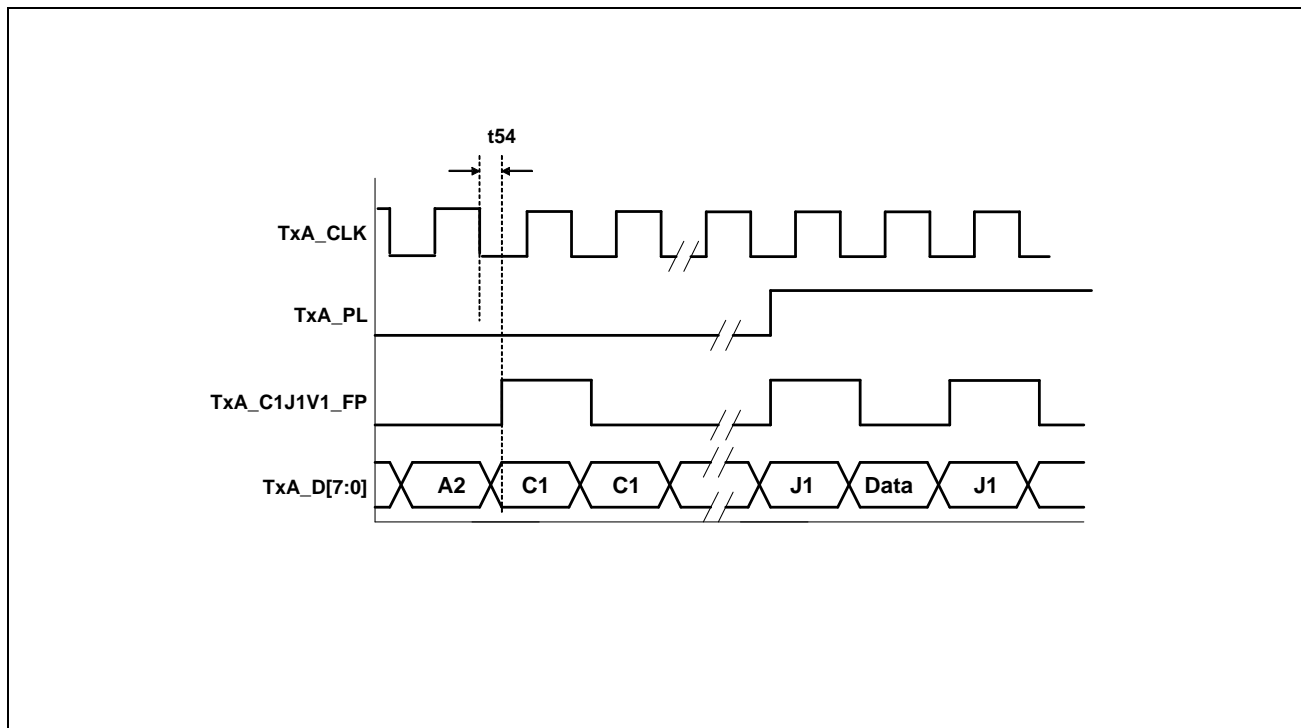 t54
TxA_CLK
TxA_PL
TxA_C1J1V1_FP
TxA_D[7:0]
A2
C1
C1
J1
Data
J1